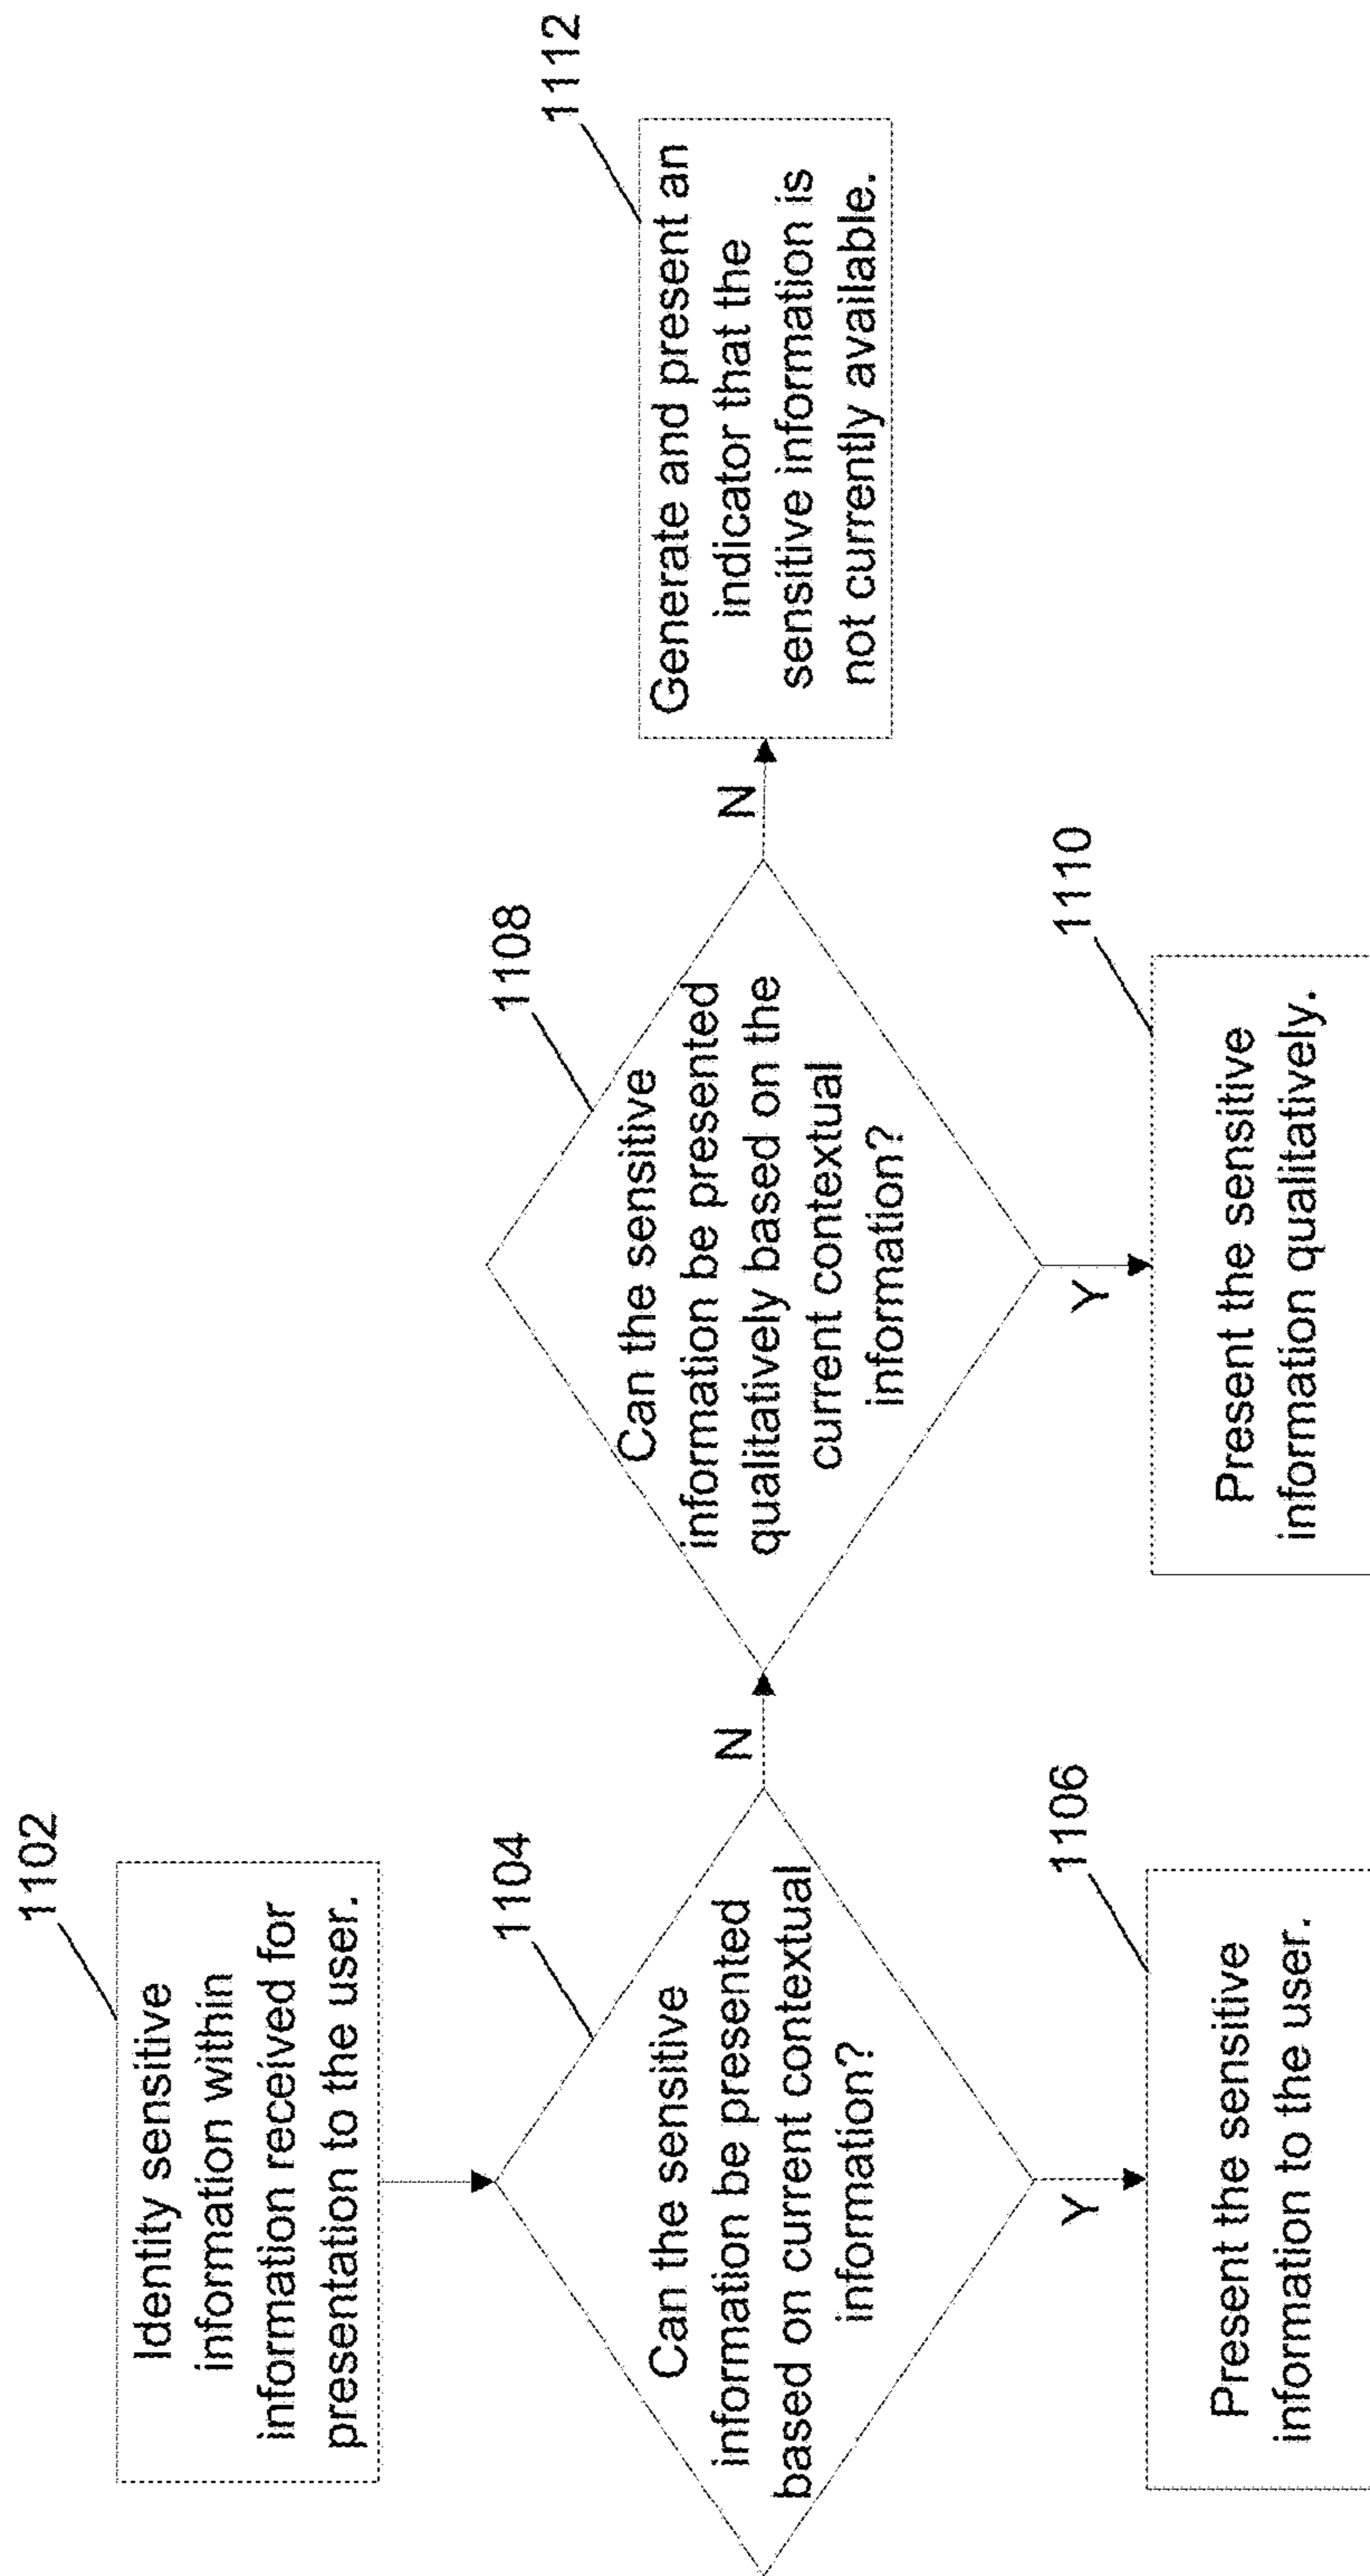 1102
Identity sensitive
information within
information received for
presentation to the user.
1104
Can the sensitive
information be presented
based on current contextual
information?
N
Y
1106
Present the sensitive
information to the user.
1108
Can the sensitive
information be presented
qualitatively based on the
current contextual
information?
N
Y
1110
Present the sensitive
information qualitatively.
1112
Generate and present an
indicator that the
sensitive information is
not currently available.